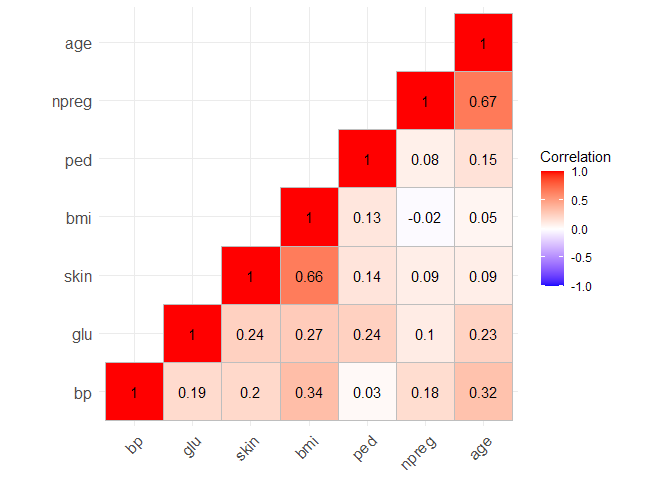 age 1
npreg 1 0.67
ped 1 0.08 0.15
bmi 1 0.13 -0.02 0.05
skin 1 0.66 0.14 0.09 0.09
glu 1 0.24 0.27 0.24 0.1 0.23
bp 1 0.19 0.2 0.34 0.03 0.18 0.32
bp glu skin bmi ped npreg age
Correlation
1.0
0.5
0.0
-0.5
-1.0